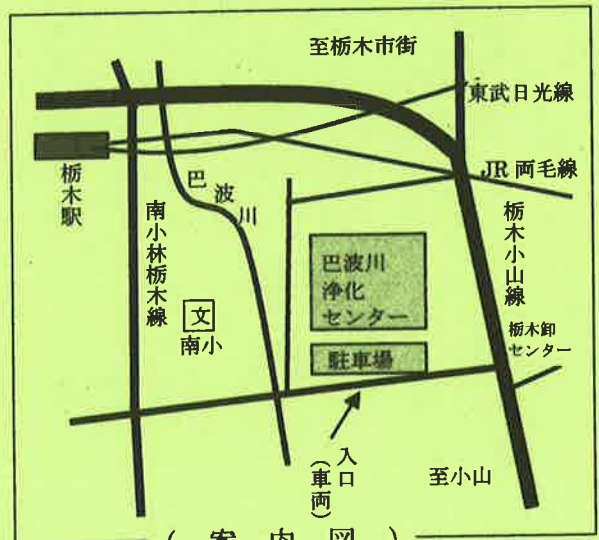 至栃木市街
東武日光線
JR 両毛線
栃木駅
巴波川
南小林栃木線
栃木小山線
巴波川
浄化
センター
文
南小
栃木卸
センター
駐車場
入口
(車両)
至小山
( 案 内 図 )